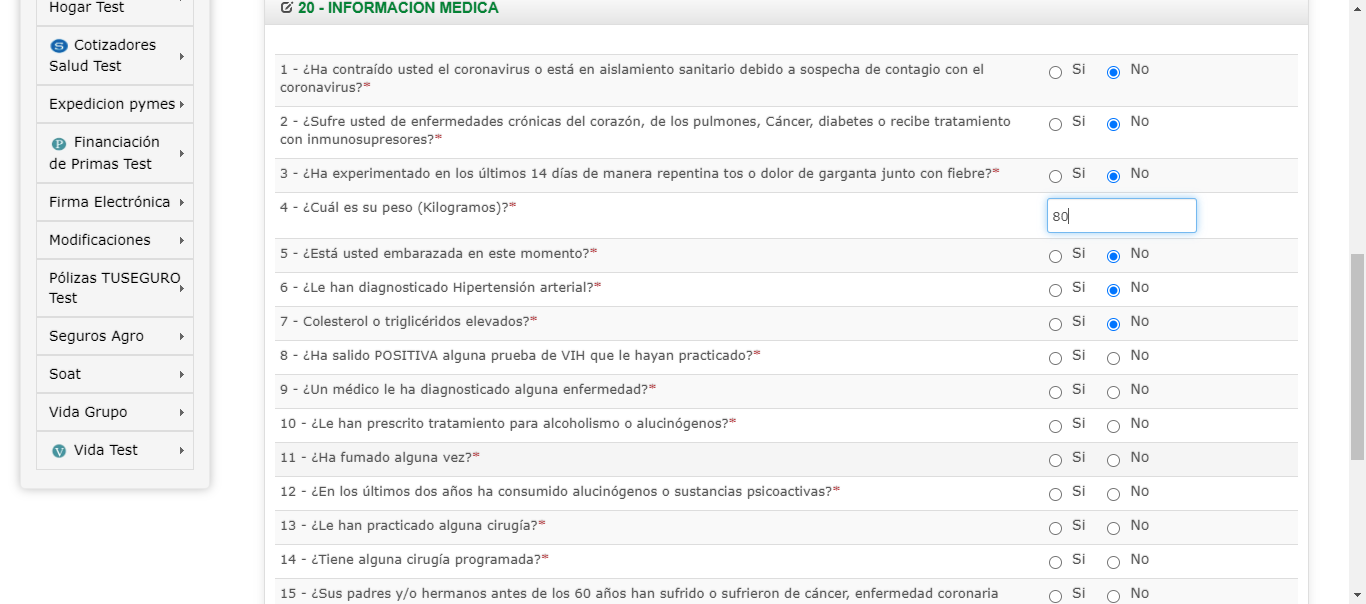 Hogar Test
Cotizadores
Salud Test
Expedicion pymes
Financiación
de Primas Test
Firma Electrónica
Modificaciones
Pólizas TUSEGURO
Test
Seguros Agro
Soat
Vida Grupo
Vida Test
20 - INFORMACION MEDICA
1 - ¿Ha contraído usted el coronavirus o está en aislamiento sanitario debido a sospecha de contagio con el
coronavirus?*
Si No
2 - ¿Sufre usted de enfermedades crónicas del corazón, de los pulmones, Cáncer, diabetes o recibe tratamiento
con inmunosupresores?*
Si No
3 - ¿Ha experimentado en los últimos 14 días de manera repentina tos o dolor de garganta junto con fiebre?*
Si No
4 - ¿Cuál es su peso (Kilogramos)?*
80
5 - ¿Está usted embarazada en este momento?*
Si No
6 - ¿Le han diagnosticado Hipertensión arterial?*
Si No
7 - Colesterol o triglicéridos elevados?*
Si No
8 - ¿Ha salido POSITIVA alguna prueba de VIH que le hayan practicado?*
Si No
9 - ¿Un médico le ha diagnosticado alguna enfermedad?*
Si No
10 - ¿Le han prescrito tratamiento para alcoholismo o alucinógenos?*
Si No
11 - ¿Ha fumado alguna vez?*
Si No
12 - ¿En los últimos dos años ha consumido alucinógenos o sustancias psicoactivas?*
Si No
13 - ¿Le han practicado alguna cirugía?*
Si No
14 - ¿Tiene alguna cirugía programada?*
Si No
15 - ¿Sus padres y/o hermanos antes de los 60 años han sufrido o sufrieron de cáncer, enfermedad coronaria
Si No